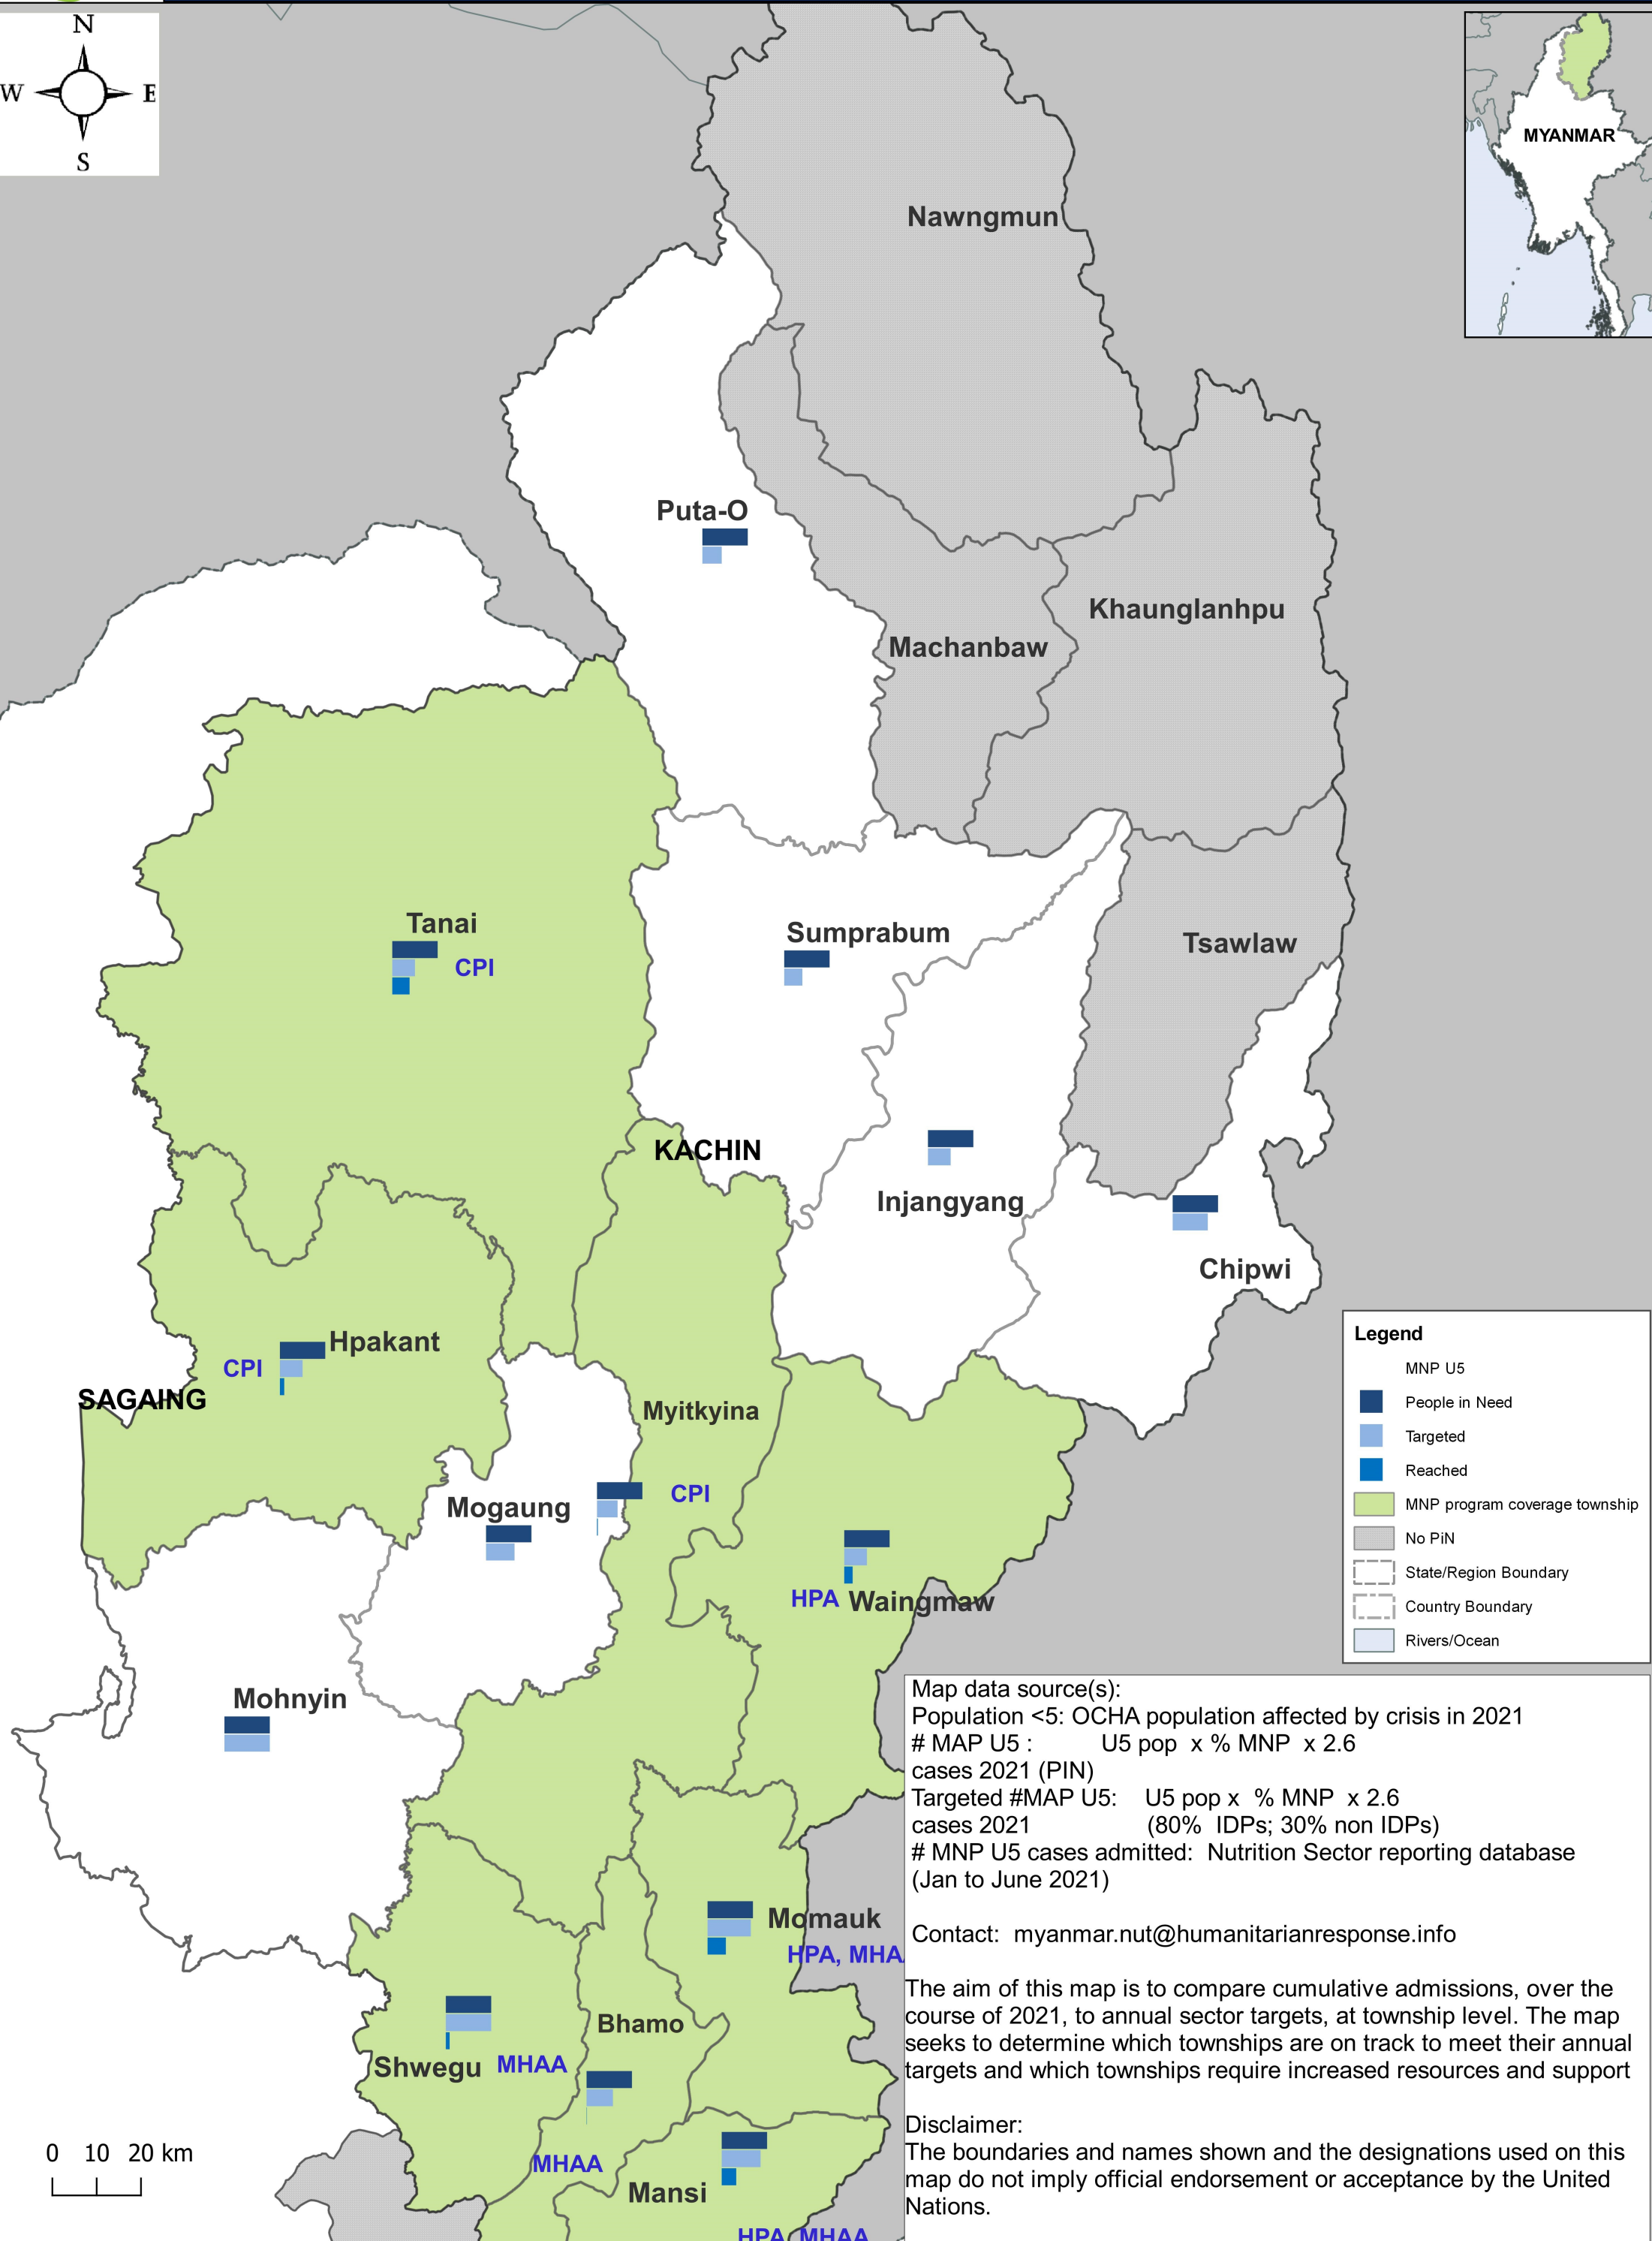 N
W E
S
MYANMAR
Nawngmun
Puta-O
Khaunglanhpu
Machanbaw
Tanai
CPI
Sumprabum
Tsawlaw
KACHIN
Injangyang
Chipwi
Hpakant
CPI
SAGAING
Myitkyina
CPI
Mogaung
HPA Waingmaw
Mohnyin
Momauk
HPA, MHA
Bhamo
Shwegu MHAA
MHAA
Mansi
HPA, MHAA
0 10 20 km
Legend
MNP U5
People in Need
Targeted
Reached
MNP program coverage township
No PiN
State/Region Boundary
Country Boundary
Rivers/Ocean
Map data source(s):
Population <5: OCHA population affected by crisis in 2021
# MAP U5 : U5 pop x % MNP x 2.6
cases 2021 (PIN)
Targeted #MAP U5: U5 pop x % MNP x 2.6
cases 2021 (80% IDPs; 30% non IDPs)
# MNP U5 cases admitted: Nutrition Sector reporting database
(Jan to June 2021)
Contact: myanmar.nut@humanitarianresponse.info
The aim of this map is to compare cumulative admissions, over the
course of 2021, to annual sector targets, at township level. The map
seeks to determine which townships are on track to meet their annual
targets and which townships require increased resources and support
Disclaimer:
The boundaries and names shown and the designations used on this
map do not imply official endorsement or acceptance by the United
Nations.